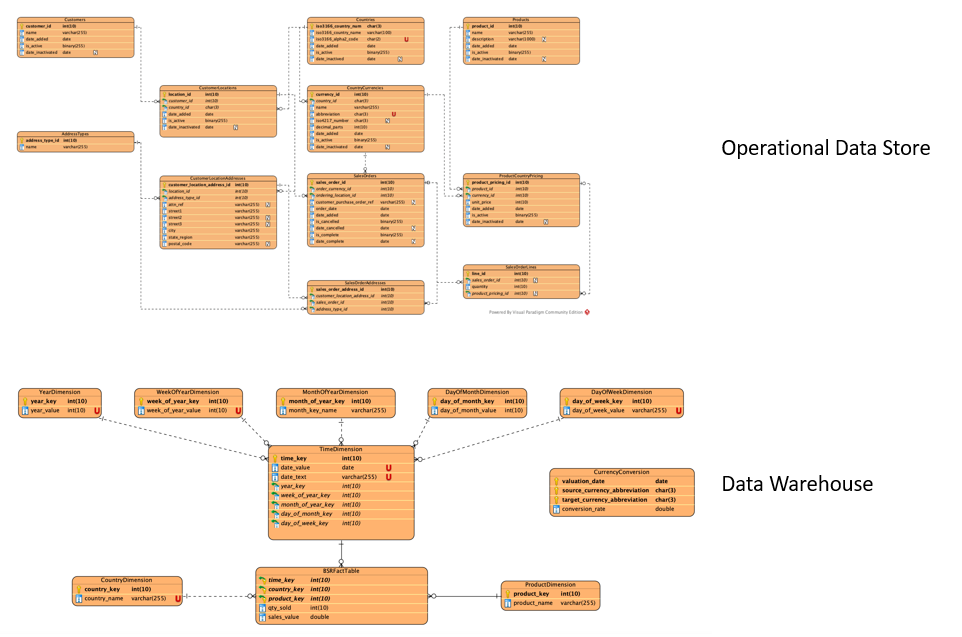 Customers
customer_id int(10)
name varchar(255)
date_added date
is_active binary(255)
date_inactivated date
Countries
iso3166_country_num char(3)
iso3166_country_name varchar(100)
iso3166_alpha2_code char(2) U
date_added date
is_active binary(255)
date_inactived date
Products
product_id int(10)
name varchar(255)
description varchar(1000)
date_added date
is_active binary(255)
date_inactivated date
CustomerLocations
location_id int(10)
customer_id int(10)
country_id char(3)
date_added date
is_active binary(255)
date_inactivated date
CountryCurrencies
currency_id int(10)
country_id char(3)
name varchar(255)
abbreviation char(3) U
iso4217_number char(3)
decimal_parts int(10)
date_added date
is_active binary(255)
date_inactivated date
AddressTypes
address_type_id int(10)
name varchar(255)
Operational Data Store
CustomerLocationAddresses
customer_location_address_id int(10)
location_id int(10)
address_type_id int(10)
attn_ref varchar(255)
street1 varchar(255)
street2 varchar(255)
street3 varchar(255)
city varchar(255)
state_region varchar(255)
postal_code varchar(255)
SalesOrders
sales_order_id int(10)
order_currency_id int(10)
ordering_location_id int(10)
customer_purchase_order_ref varchar(255)
order_date date
date_added date
is_cancelled binary(255)
date_cancelled date
is_complete binary(255)
date_complete date
ProductCountryPricing
product_pricing_id int(10)
product_id int(10)
currency_id int(10)
unit_price int(10)
date_added date
is_active binary(255)
date_inactivated date
SalesOrderAddresses
sales_order_address_id int(10)
customer_location_address_id int(10)
sales_order_id int(10)
address_type_id int(10)
SalesOrderLines
line_id int(10)
sales_order_id int(10)
quantity int(10)
product_pricing_id int(10)
Powered By Visual Paradigm Community Edition
YearDimension
year_key int(10)
year_value int(10) U
WeekOfYearDimension
week_of_year_key int(10)
week_of_year_value int(10) U
MonthOfYearDimension
month_of_year_key int(10)
month_key_name varchar(255)
DayOfMonthDimension
day_of_month_key int(10)
day_of_month_value int(10)
DayOfWeekDimension
day_of_week_key int(10)
day_of_week_value varchar(255) U
TimeDimension
time_key int(10)
date_value date U
date_text varchar(255) U
year_key int(10)
week_of_year_key int(10)
month_of_year_key int(10)
day_of_month_key int(10)
day_of_week_key int(10)
CurrencyConversion
valuation_date date
source_currency_abbreviation char(3)
target_currency_abbreviation char(3)
conversion_rate double
Data Warehouse
BSRFactTable
time_key int(10)
country_key int(10)
product_key int(10)
qty_sold int(10)
sales_value double
CountryDimension
country_key int(10)
country_name varchar(255) U
ProductDimension
product_key int(10)
product_name varchar(255)